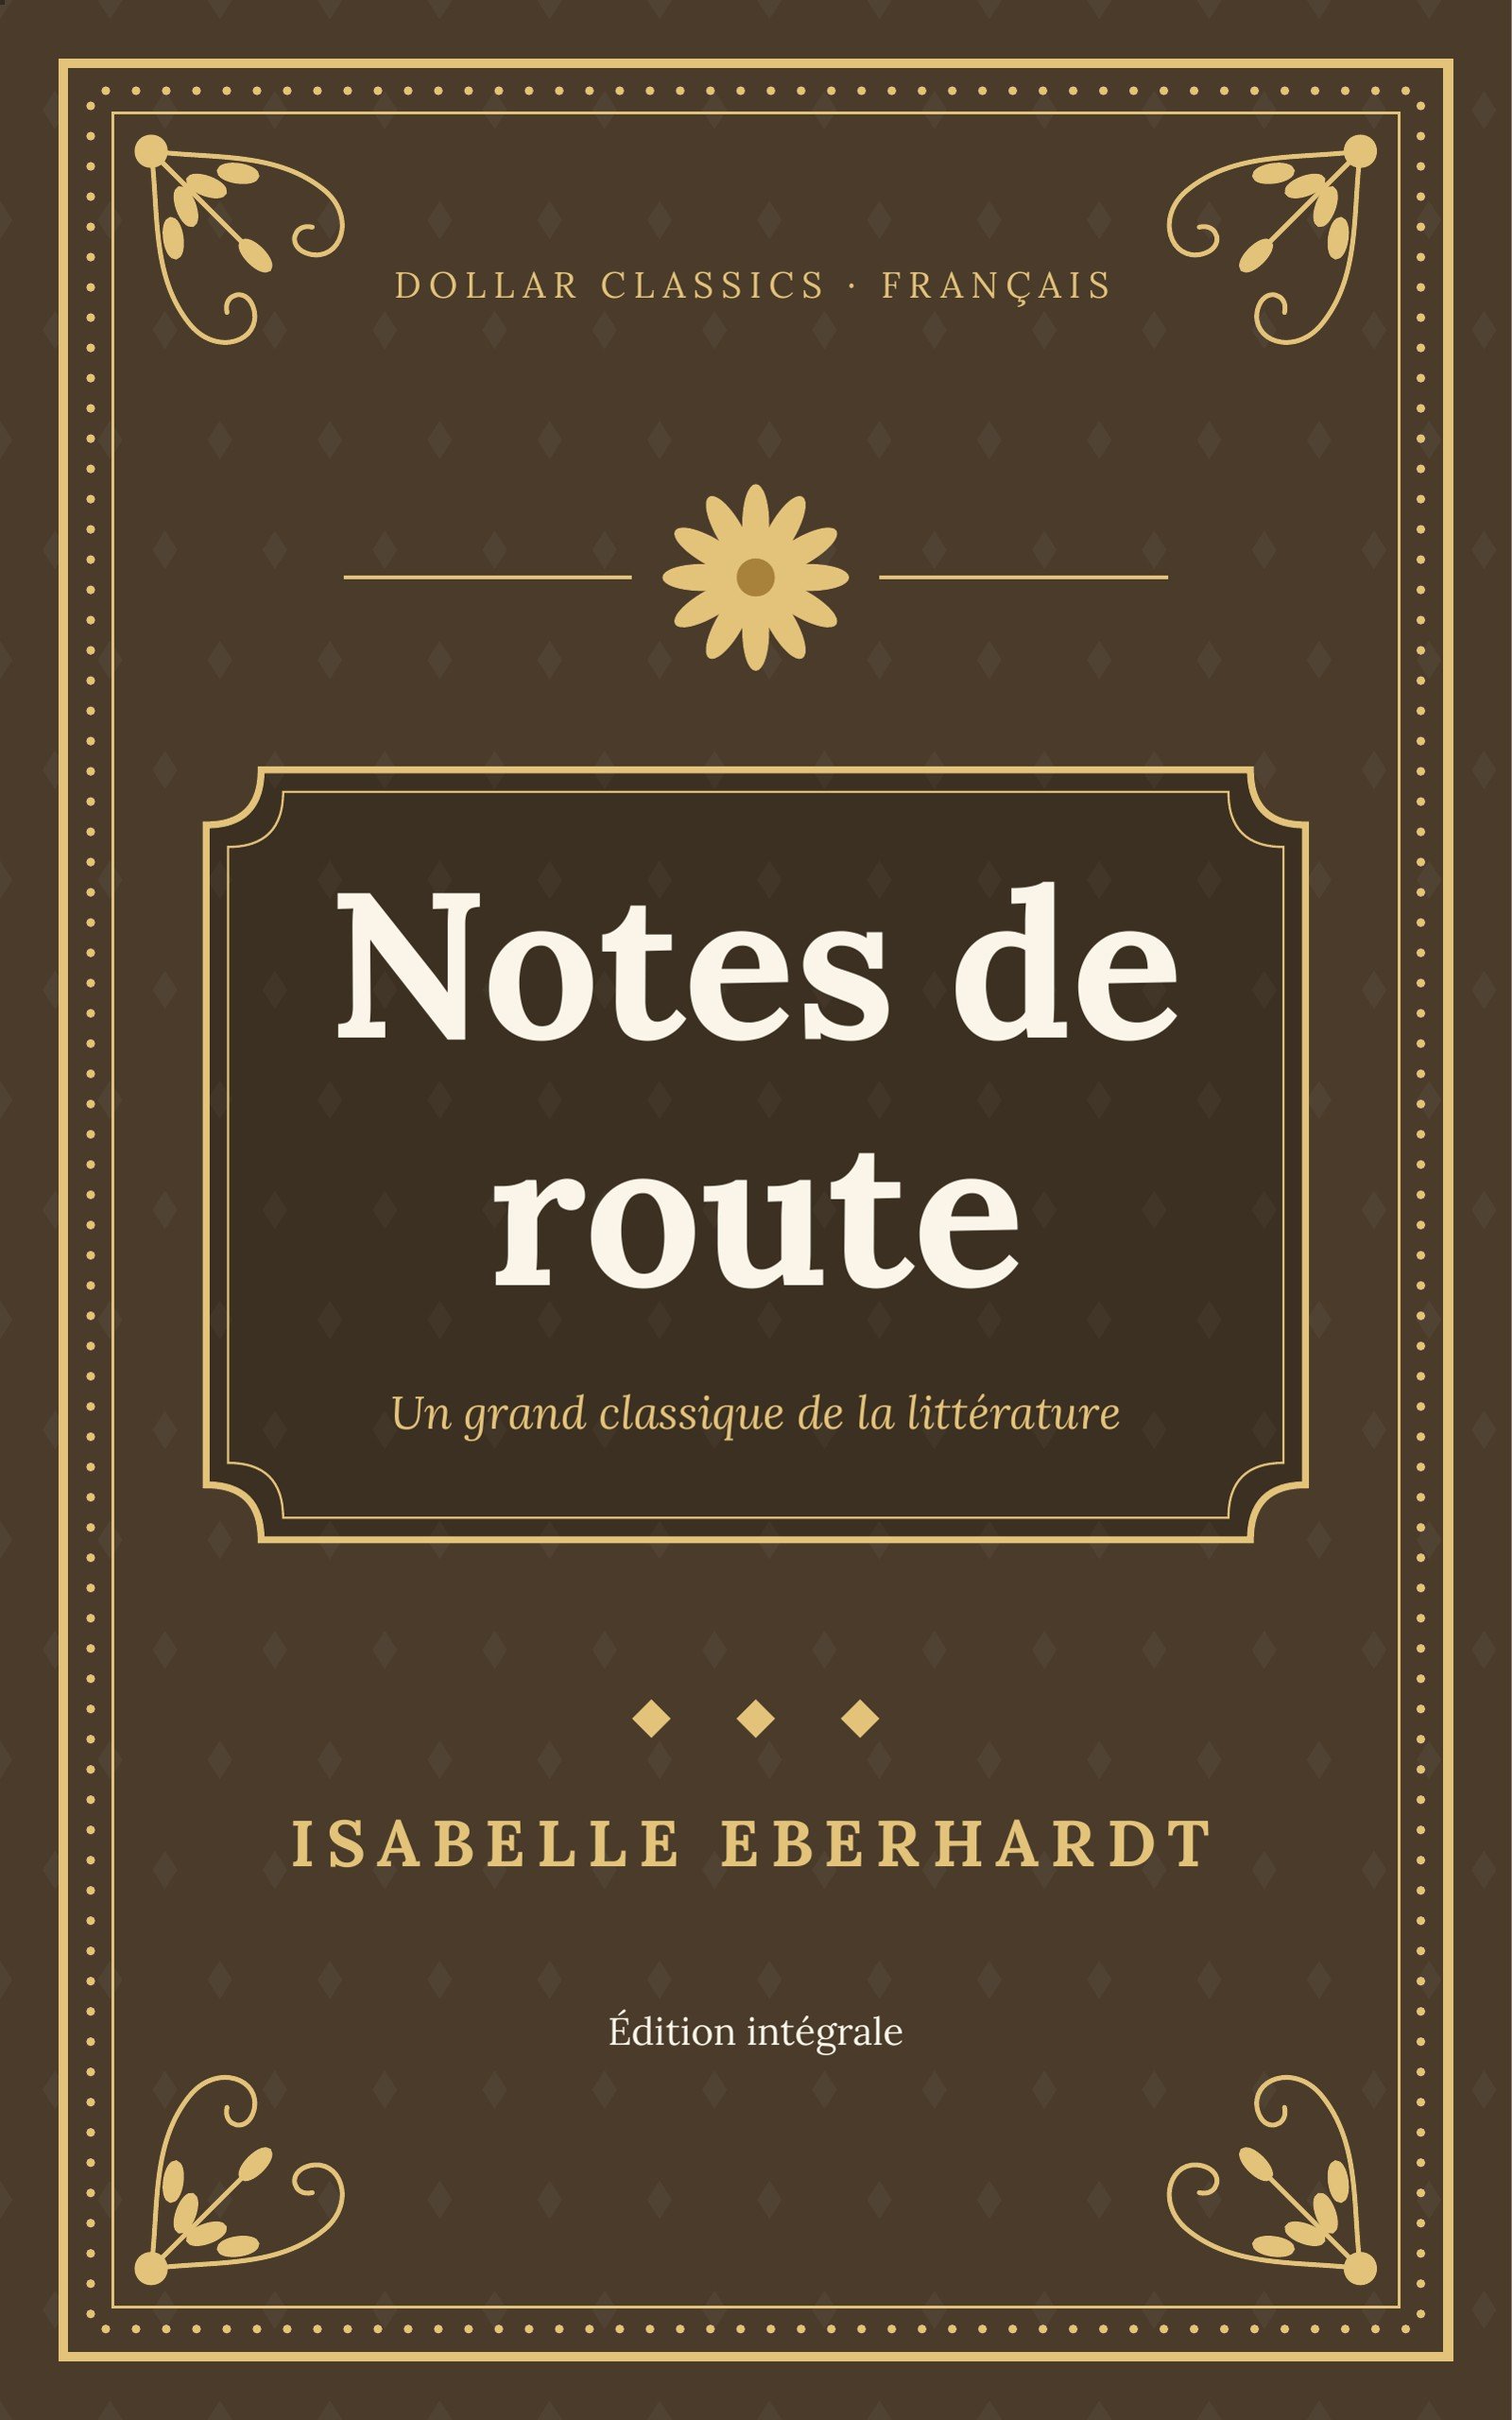 DOLLAR CLASSICS · FRANÇAIS
Notes de
route
Un grand classique de la littérature
ISABELLE EBERHARDT
Édition intégrale